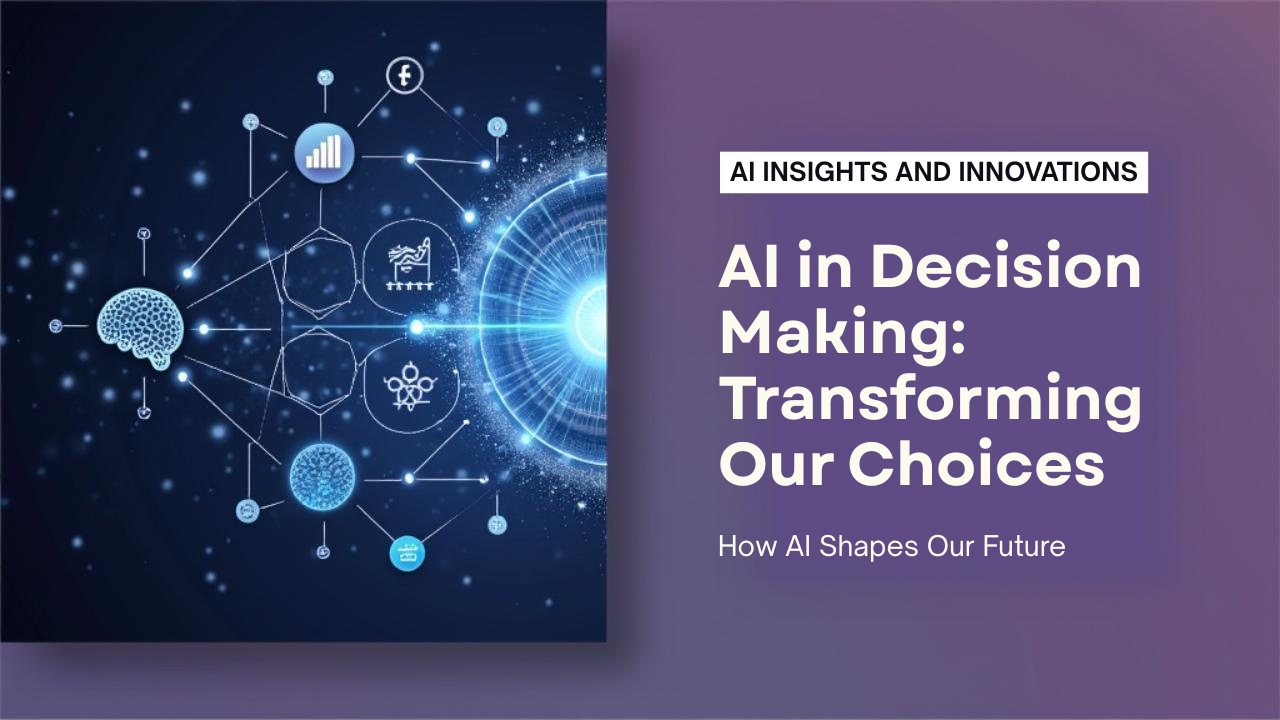 AI INSIGHTS AND INNOVATIONS
AI in Decision
Making:
Transforming
Our Choices
How AI Shapes Our Future